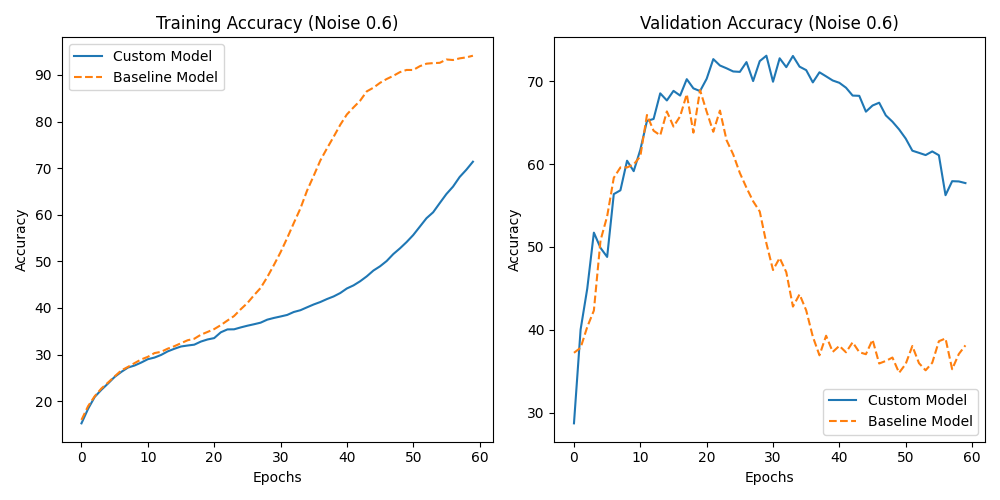 Training Accuracy (Noise 0.6)
Custom Model
Baseline Model
90
80
70
60
50
40
30
20
Accuracy
0 10 20 30 40 50 60
Epochs
Validation Accuracy (Noise 0.6)
70
60
50
40
30
Accuracy
Custom Model
Baseline Model
0 10 20 30 40 50 60
Epochs